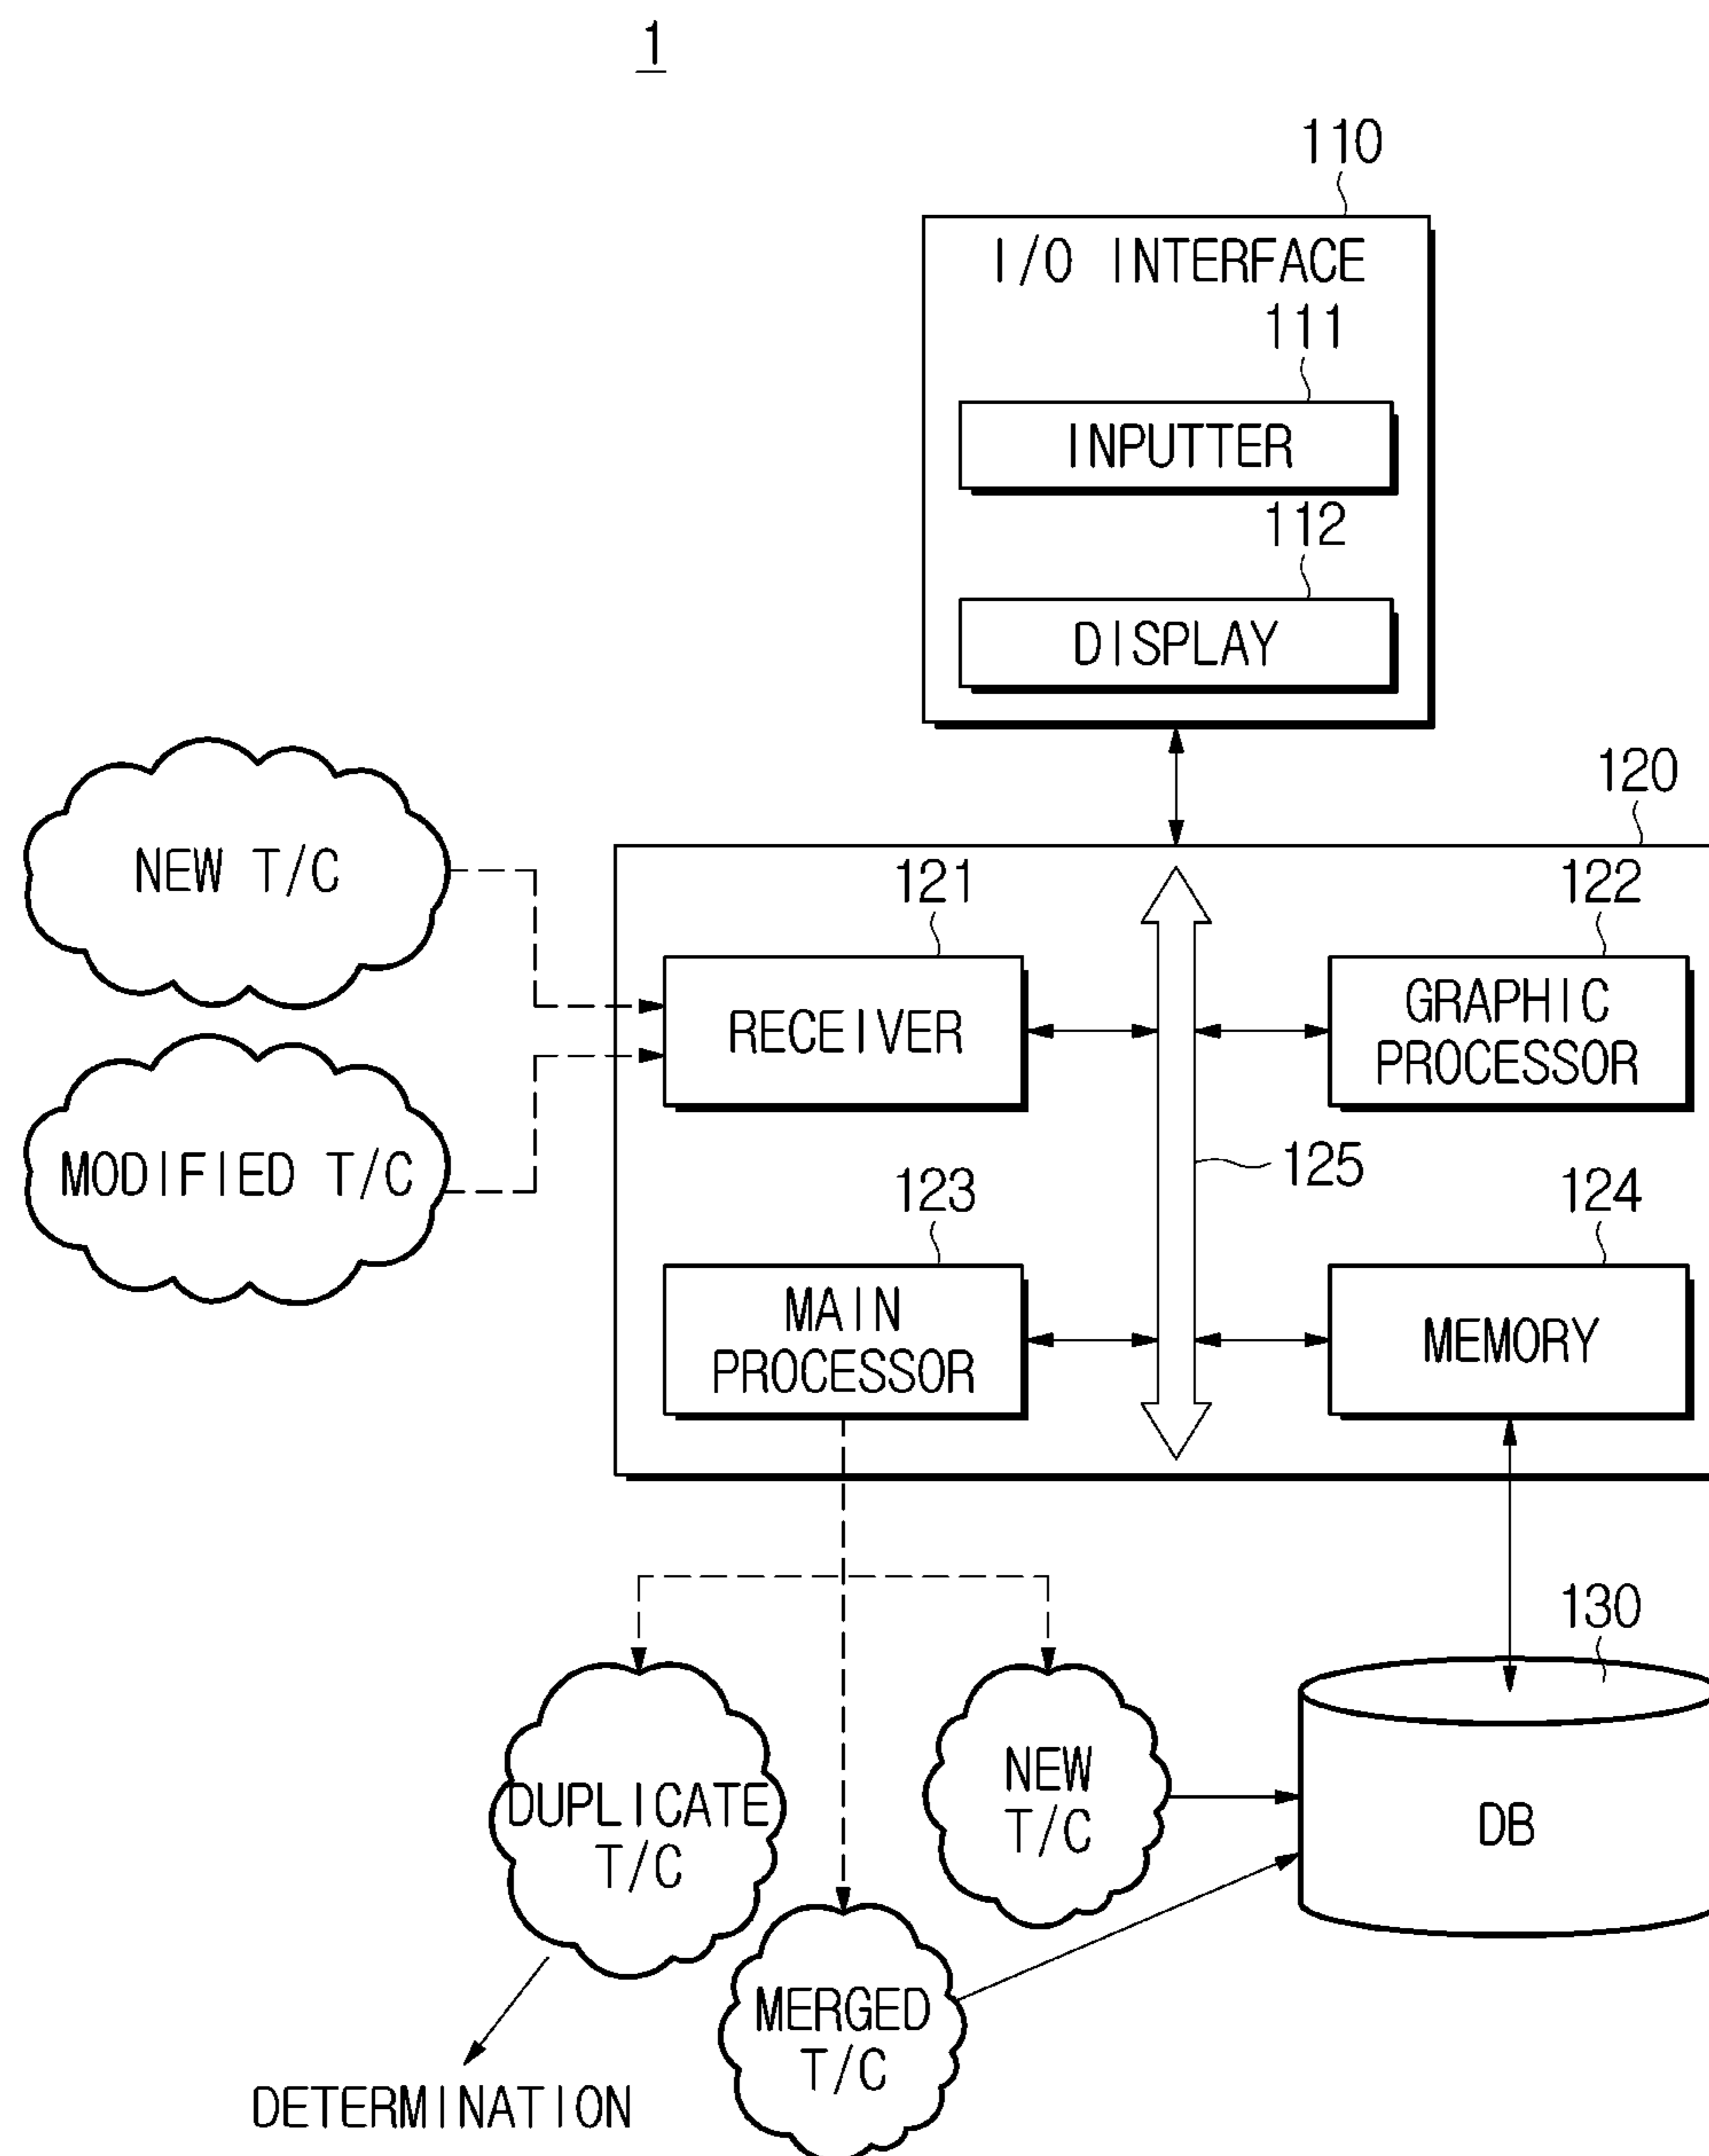 1
110
I/O INTERFACE
111
INPUTTER
112
DISPLAY
120
NEW T/C
121
122
RECEIVER
GRAPHIC
PROCESSOR
MODIFIED T/C
125
123
124
MAIN
PROCESSOR
MEMORY
130
DUPLICATE
T/C
NEW
T/C
DB
MERGED
T/C
DETERMINATION